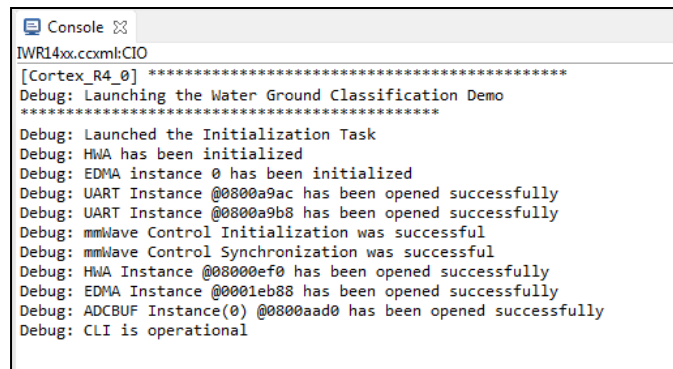 Console
IWR14xx.ccxml:CIO
[Cortex_R4_0] **********************************************
Debug: Launching the Water Ground Classification Demo
**********************************************
Debug: Launched the Initialization Task
Debug: HWA has been initialized
Debug: EDMA instance 0 has been initialized
Debug: UART Instance @0800a9ac has been opened successfully
Debug: UART Instance @0800a9b8 has been opened successfully
Debug: mmWave Control Initialization was successful
Debug: mmWave Control Synchronization was successful
Debug: HWA Instance @08000ef0 has been opened successfully
Debug: EDMA Instance @0001eb88 has been opened successfully
Debug: ADCBUF Instance(0) @0800aad0 has been opened successfully
Debug: CLI is operational